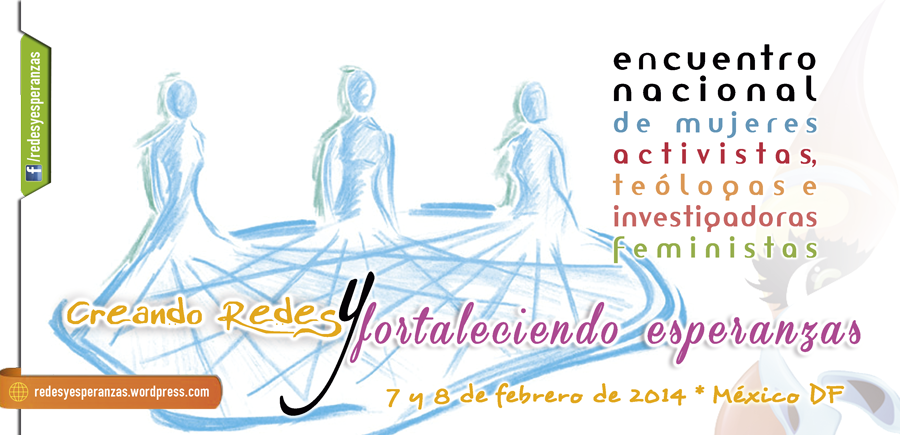 /redesyesperanzas
encuentro
nacional
de mujeres
activistas,
teólogas e
investigadoras
feministas
Creando Redes y fortaleciendo esperanzas
redesyesperanzas.wordpress.com
7 y 8 de febrero de 2014 * México DF